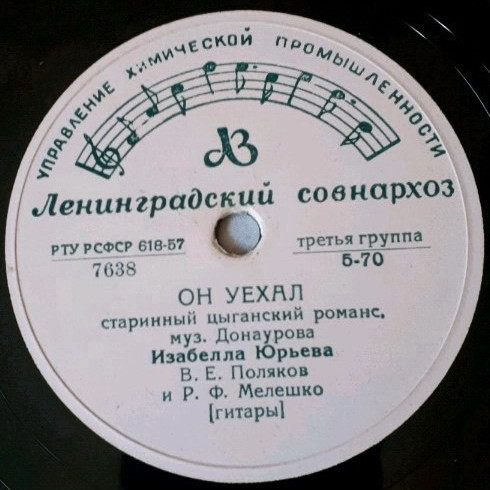 УПРАВЛЕНИЕ ХИМИЧЕСКОЙ ПРОМЫШЛЕННОСТИ
АЗ
Ленинградский совнархоз
РТУ РСФСР 618-57
третья группа
7638
5-70
ОН УЕХАЛ
старинный цыганский романс,
муз. Донаурова
Изабелла Юрьева
В. Е. Поляков
и Р. Ф. Мелешко
[гитары]